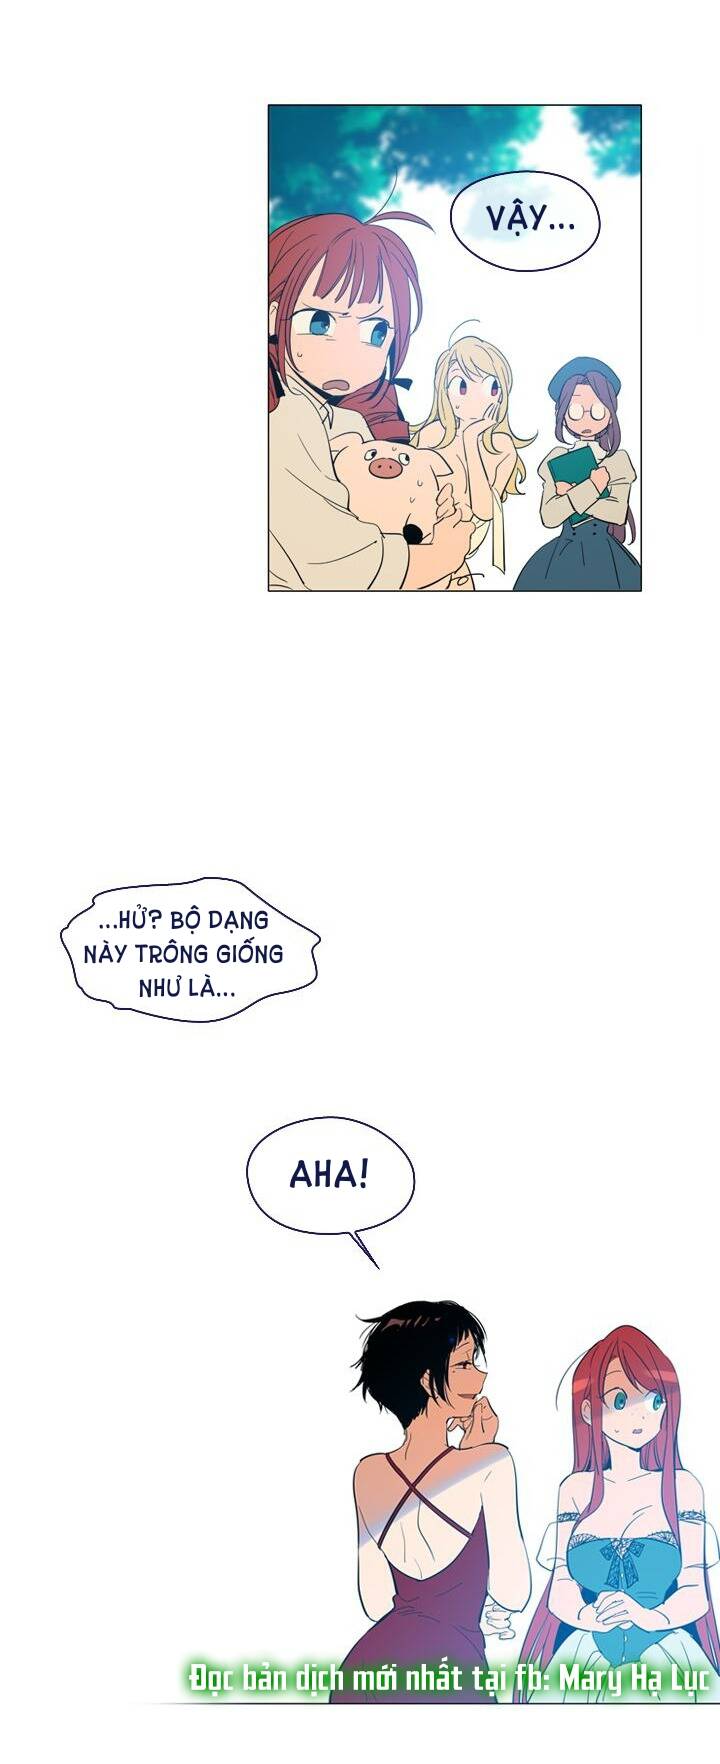 VẬY...
...HỬ? BỘ DẠNG
NÀY TRÔNG GIỐNG
NHƯ LÀ...
AHA!
Đọc bản dịch mới nhất tại fb: Mary Hạ Lục